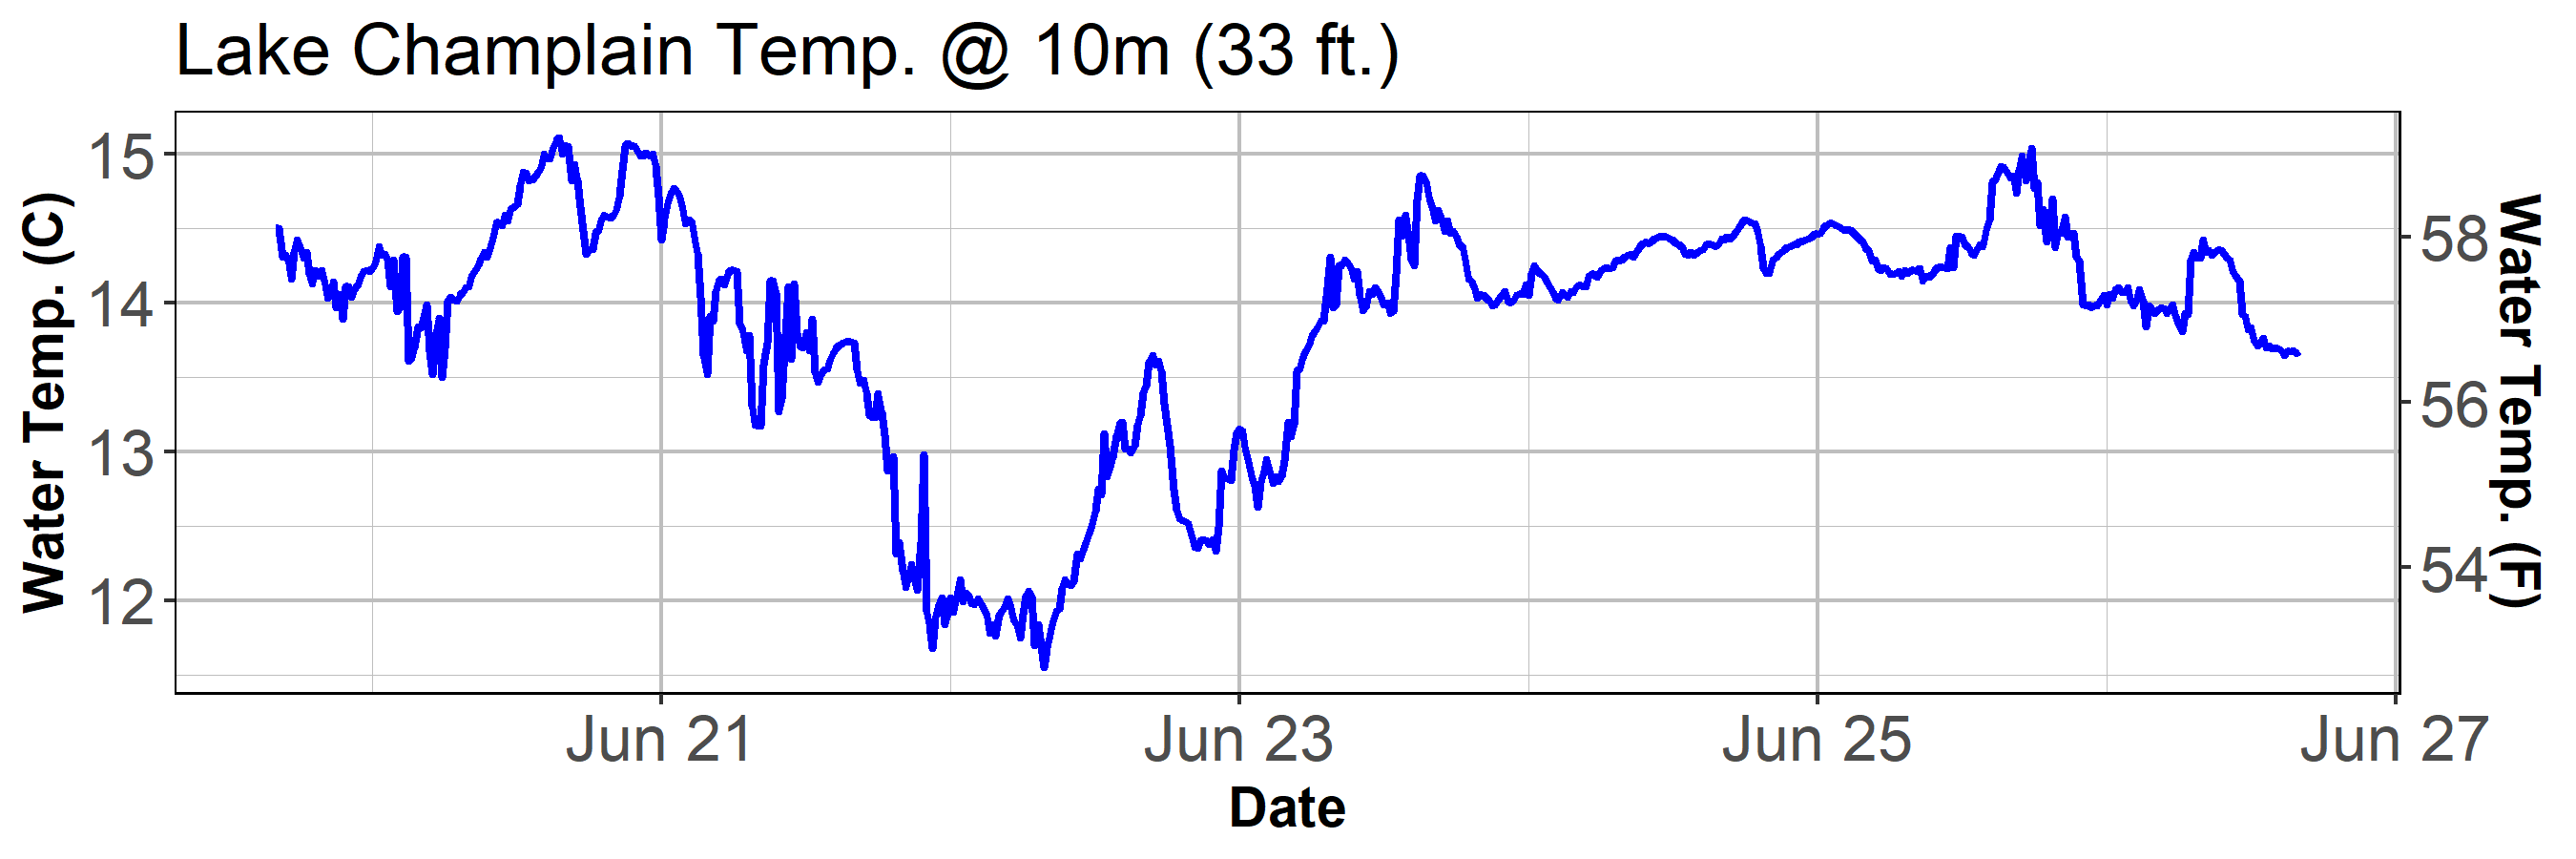 Lake Champlain Temp. @ 10m (33 ft.)
Water Temp. (C)
15
14
13
12
58
56
54
Water Temp. (F)
Jun 21 Jun 23 Jun 25 Jun 27
Date